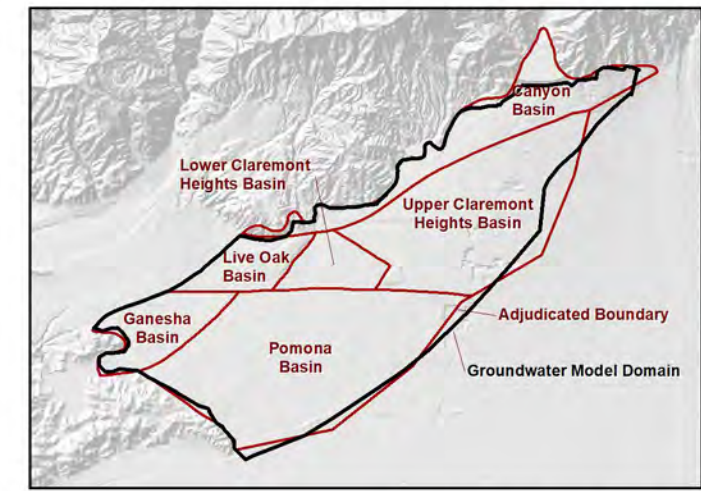 Canyon
Basin
Lower Claremont
Heights Basin
Upper Claremont
Heights Basin
Live Oak
Basin
Ganesha
Basin
Pomona
Basin
Adjudicated Boundary
Groundwater Model Domain